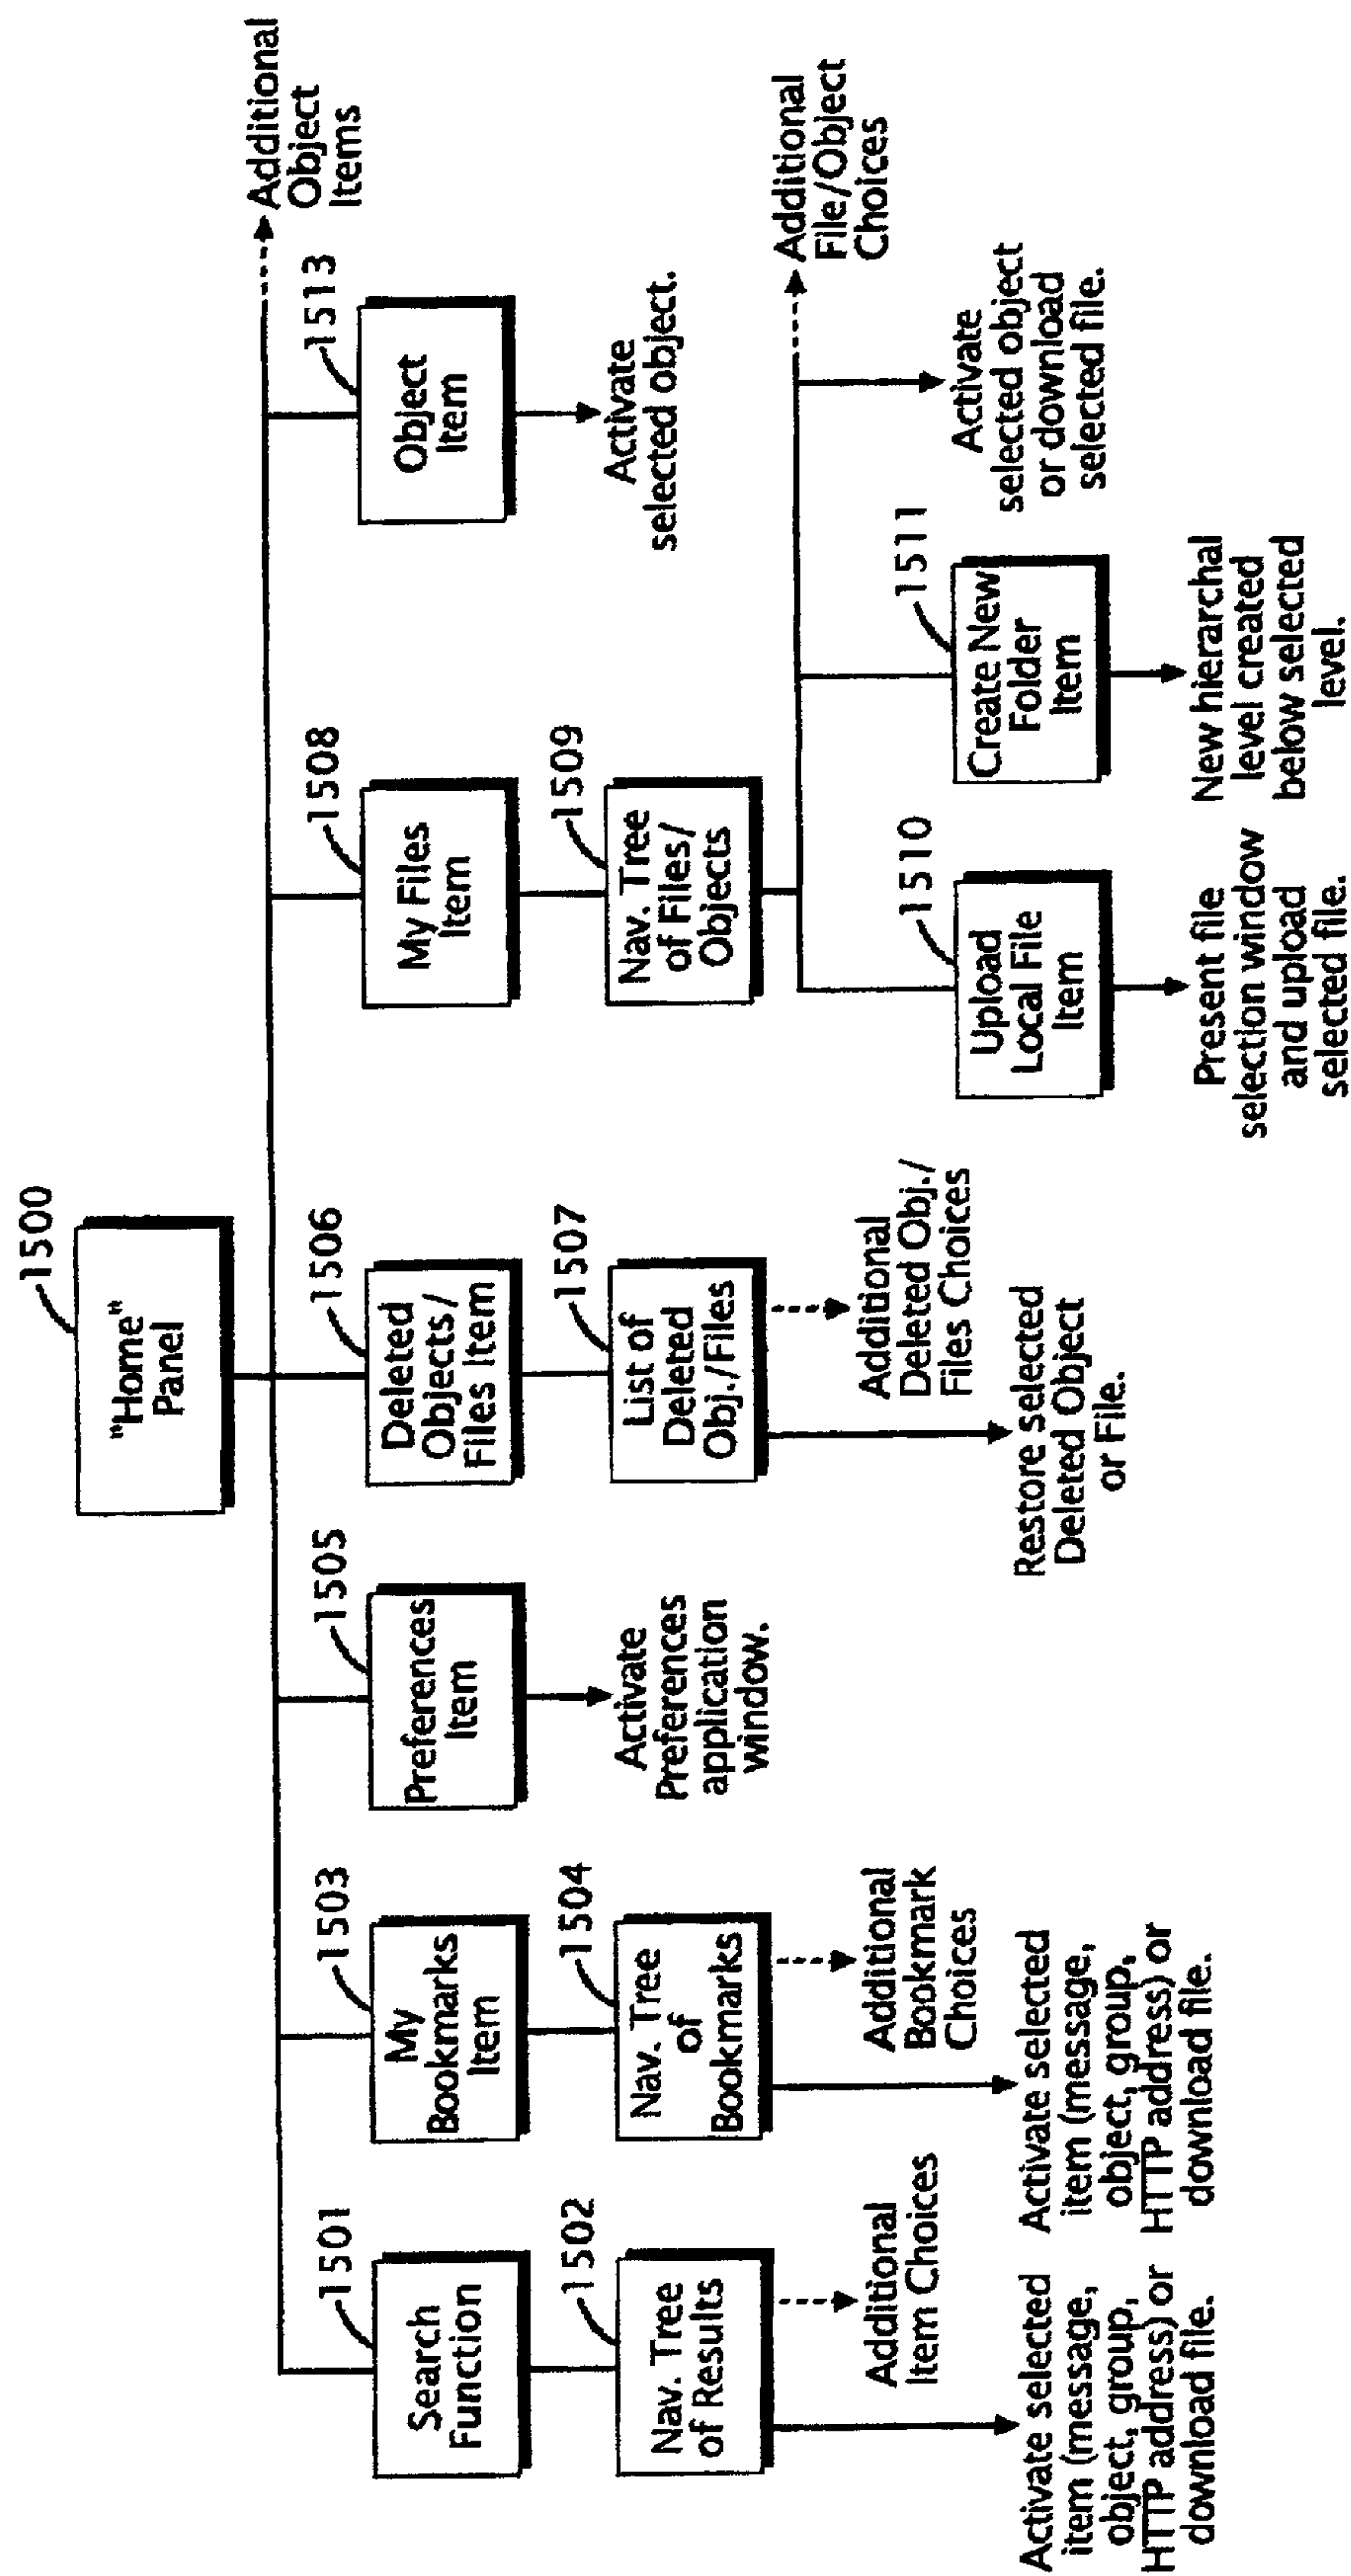 1500
"Home"
Panel
1501
Search
Function
1502
Nav. Tree
of Results
Additional
Item Choices
Activate selected
item (message,
object, group,
HTTP address) or
download file.
1503
My
Bookmarks
Item
1504
Nav. Tree
of
Bookmarks
Additional
Bookmark
Choices
Activate selected
item (message,
object, group,
HTTP address) or
download file.
1505
Preferences
Item
Activate
Preferences
application
window.
1506
Deleted
Objects/
Files Item
1507
List of
Deleted
Obj./Files
Additional
Deleted Obj./
Files Choices
Restore selected
Deleted Object
or File.
1508
My Files
Item
1509
Nav. Tree
of Files/
Objects
1510
Upload
Local File
Item
Present file
selection window
and upload
selected file.
1511
Create New
Folder
Item
New hierarchal
level created
below selected
level.
Activate
selected object
or download
selected file.
Additional
File/Object
Choices
1513
Object
Item
Activate
selected object.
Additional
Object
Items